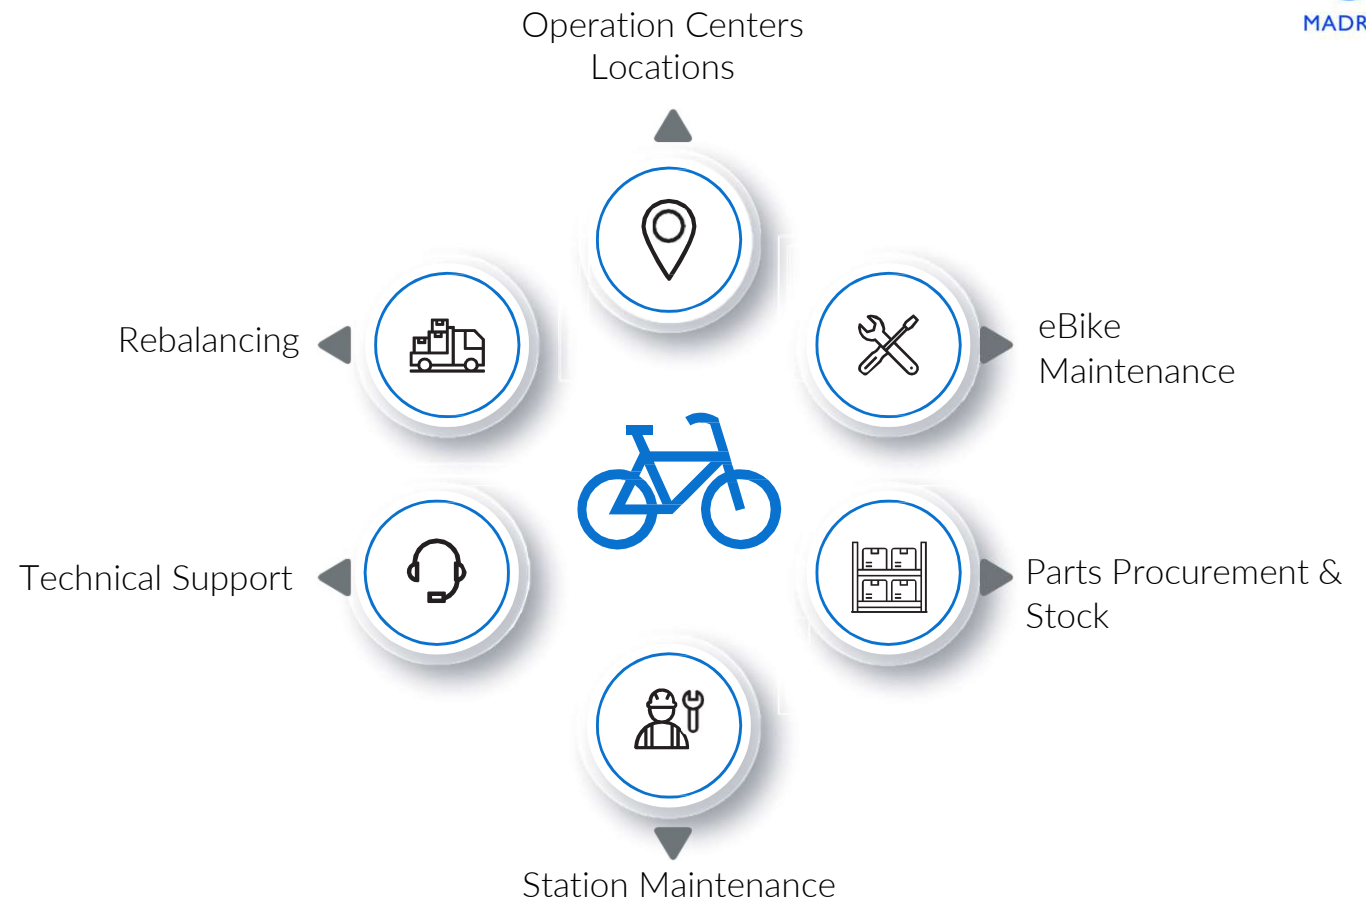 Operation Centers
Locations
MADR
Rebalancing
eBike
Maintenance
Technical Support
Parts Procurement &
Stock
Station Maintenance